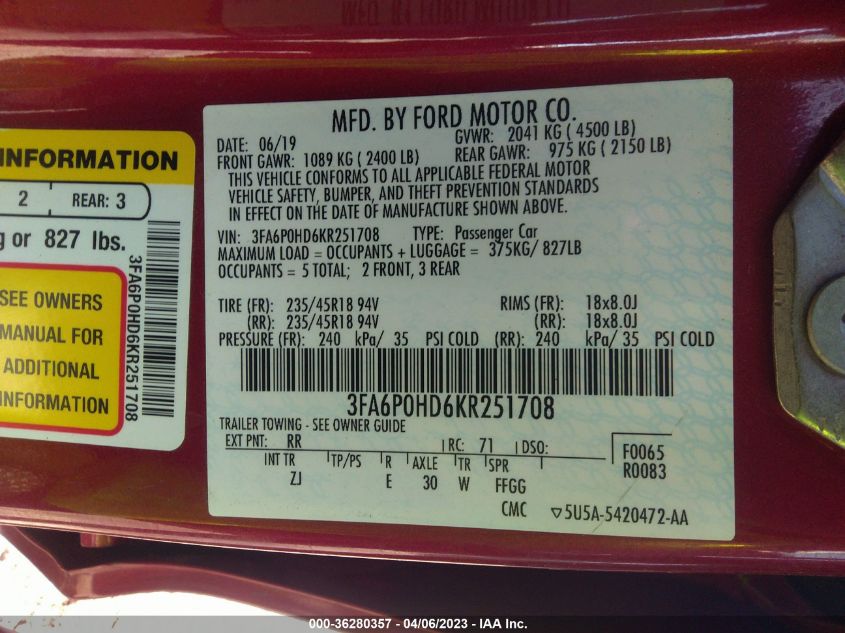 MFD. BY FORD MOTOR CO.
DATE: 06/19 GVWR: 2041 KG ( 4500 LB)
FRONT GAWR: 1089 KG ( 2400 LB) REAR GAWR: 975 KG ( 2150 LB)
THIS VEHICLE CONFORMS TO ALL APPLICABLE FEDERAL MOTOR
VEHICLE SAFETY, BUMPER, AND THEFT PREVENTION STANDARDS
IN EFFECT ON THE DATE OF MANUFACTURE SHOWN ABOVE.
VIN: 3FA6P0HD6KR251708 TYPE: Passenger Car
MAXIMUM LOAD = OCCUPANTS + LUGGAGE = 375KG/ 827LB
OCCUPANTS = 5 TOTAL; 2 FRONT, 3 REAR
TIRE (FR): 235/45R18 94V RIMS (FR): 18x8.0J
(RR): 235/45R18 94V (RR): 18x8.0J
PRESSURE (FR): 240 kPa/ 35 PSI COLD (RR): 240 kPa/ 35 PSI COLD
3FA6P0HD6KR251708
TRAILER TOWING - SEE OWNER GUIDE
EXT PNT: RR RC: 71 DSO: F0065
INT TR TP/PS R AXLE TR SPR R0083
ZJ E 30 W FFGG
CMC ▽5U5A-5420472-AA
INFORMATION
2 REAR: 3
or 827 lbs.
SEE OWNERS
MANUAL FOR
ADDITIONAL
INFORMATION
3FA6P0HD6KR251708
000-36280357 - 04/06/2023 - IAA Inc.